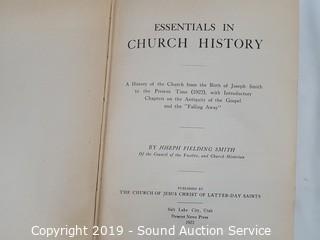 ESSENTIALS IN
CHURCH HISTORY
A History of the Church from the Birth of Joseph Smith
to the Present Time (1922), with Introductory
Chapters on the Antiquity of the Gospel
and the "Falling Away"
BY JOSEPH FIELDING SMITH
Of the Council of the Twelve, and Church Historian
PUBLISHED BY
THE CHURCH OF JESUS CHRIST OF LATTER-DAY SAINTS
Salt Lake City, Utah
Deseret News Press
1922
Copyright © 2019 - Sound Auction Service